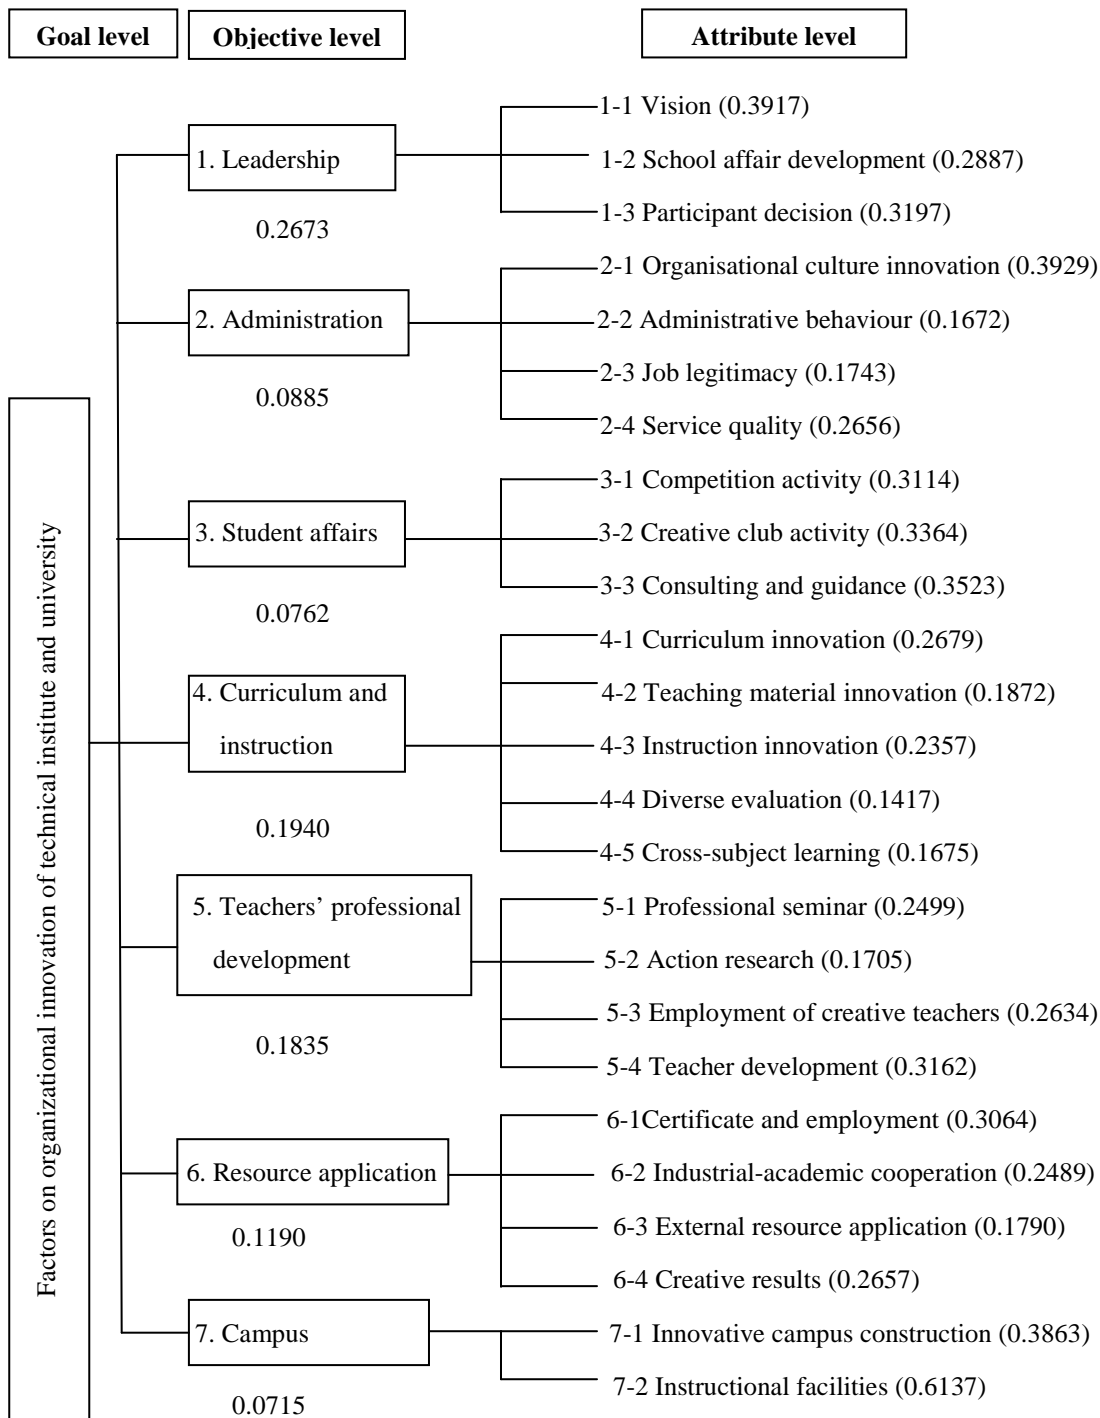 Goal level
Objective level
Attribute level
Factors on organizational innovation of technical institute and university
1. Leadership
0.2673
1-1 Vision (0.3917)
1-2 School affair development (0.2887)
1-3 Participant decision (0.3197)
2. Administration
0.0885
2-1 Organisational culture innovation (0.3929)
2-2 Administrative behaviour (0.1672)
2-3 Job legitimacy (0.1743)
2-4 Service quality (0.2656)
3. Student affairs
0.0762
3-1 Competition activity (0.3114)
3-2 Creative club activity (0.3364)
3-3 Consulting and guidance (0.3523)
4. Curriculum and
instruction
0.1940
4-1 Curriculum innovation (0.2679)
4-2 Teaching material innovation (0.1872)
4-3 Instruction innovation (0.2357)
4-4 Diverse evaluation (0.1417)
4-5 Cross-subject learning (0.1675)
5. Teachers’ professional
development
0.1835
5-1 Professional seminar (0.2499)
5-2 Action research (0.1705)
5-3 Employment of creative teachers (0.2634)
5-4 Teacher development (0.3162)
6. Resource application
0.1190
6-1Certificate and employment (0.3064)
6-2 Industrial-academic cooperation (0.2489)
6-3 External resource application (0.1790)
6-4 Creative results (0.2657)
7. Campus
0.0715
7-1 Innovative campus construction (0.3863)
7-2 Instructional facilities (0.6137)